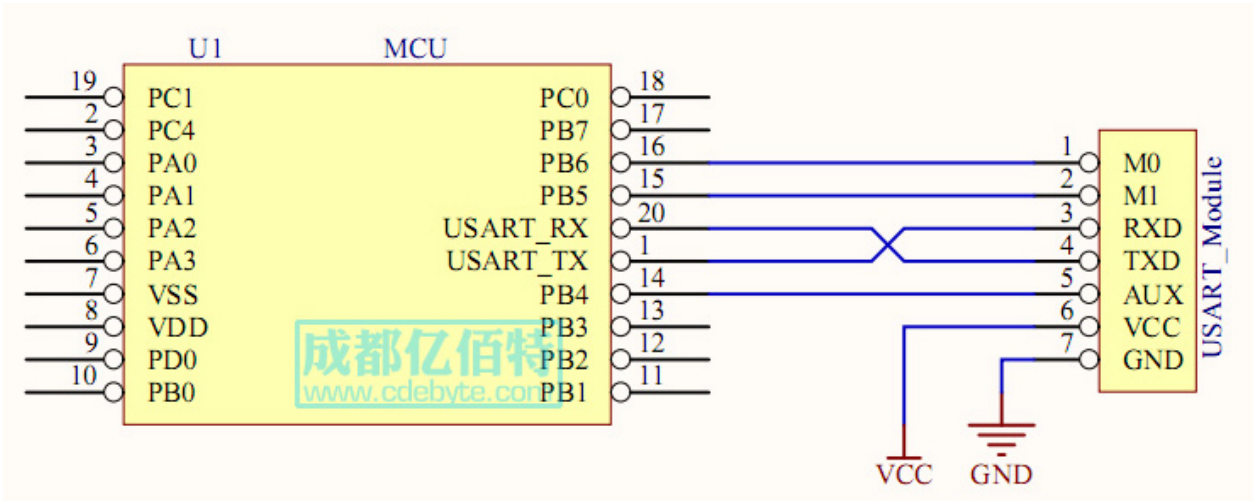 U1 MCU
19 PC1 PC0 18
2 PC4 PB7 17
3 PA0 PB6 16 1 M0
4 PA1 PB5 15 2 M1
5 PA2 USART_RX 20 3 RXD
6 PA3 USART_TX 1 4 TXD
7 VSS PB4 14 5 AUX
8 VDD PB3 13 6 VCC
9 PD0 PB2 12 7 GND
10 PB0 PB1 11
USART_Module
成都亿佰特
www.cdebyte.com
VCC GND